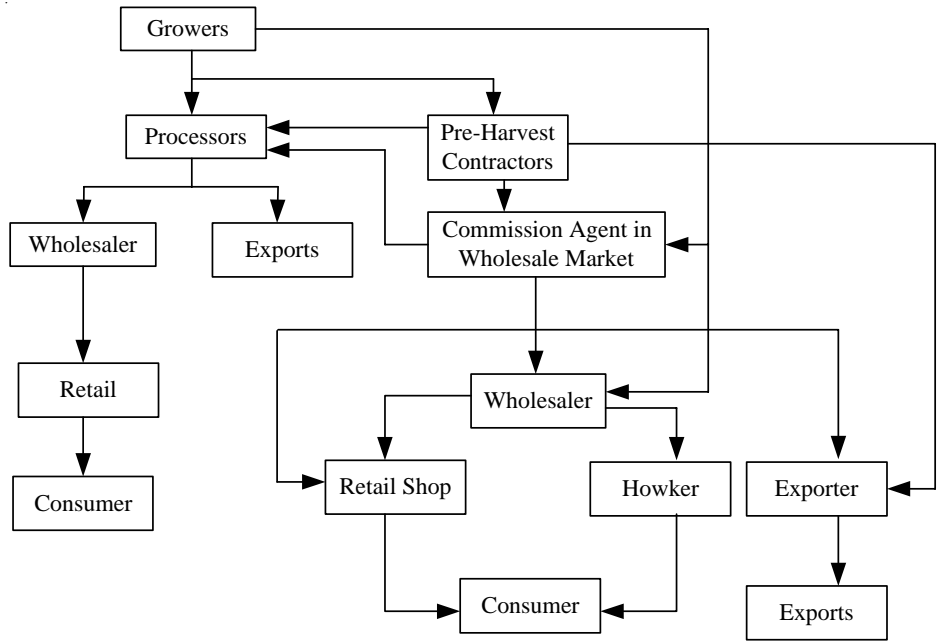 Growers
Processors
Pre-Harvest
Contractors
Wholesaler
Exports
Commission Agent in
Wholesale Market
Retail
Wholesaler
Consumer
Retail Shop
Howker
Exporter
Consumer
Exports